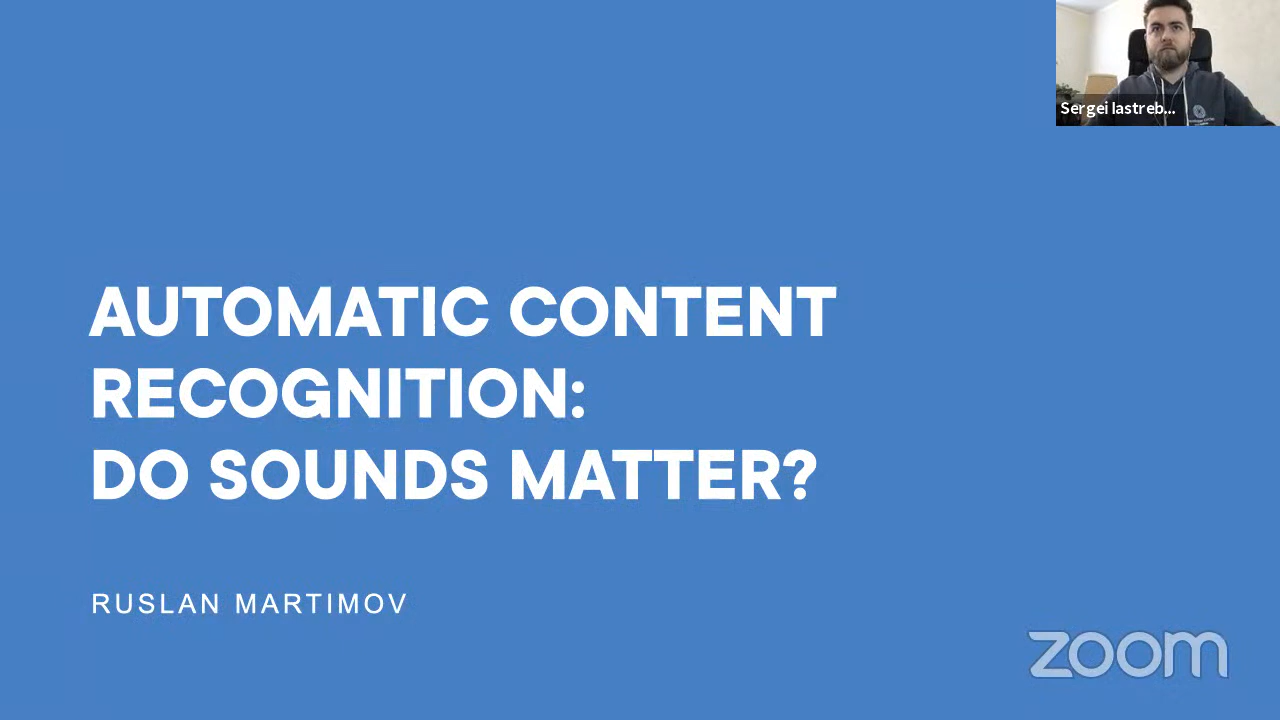 Sergei Iastreb...
AUTOMATIC CONTENT
RECOGNITION:
DO SOUNDS MATTER?
RUSLAN MARTIMOV
zoom